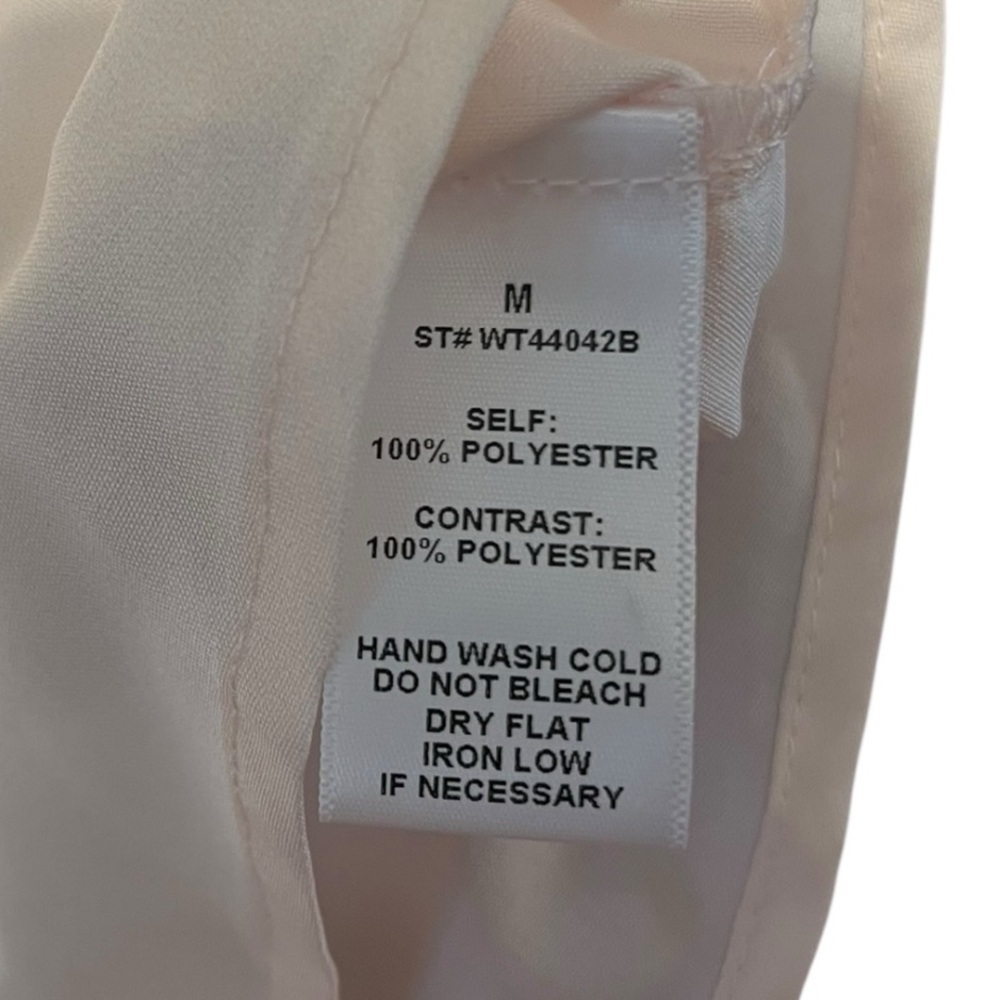 M
ST# WT44042B
SELF:
100% POLYESTER
CONTRAST:
100% POLYESTER
HAND WASH COLD
DO NOT BLEACH
DRY FLAT
IRON LOW
IF NECESSARY